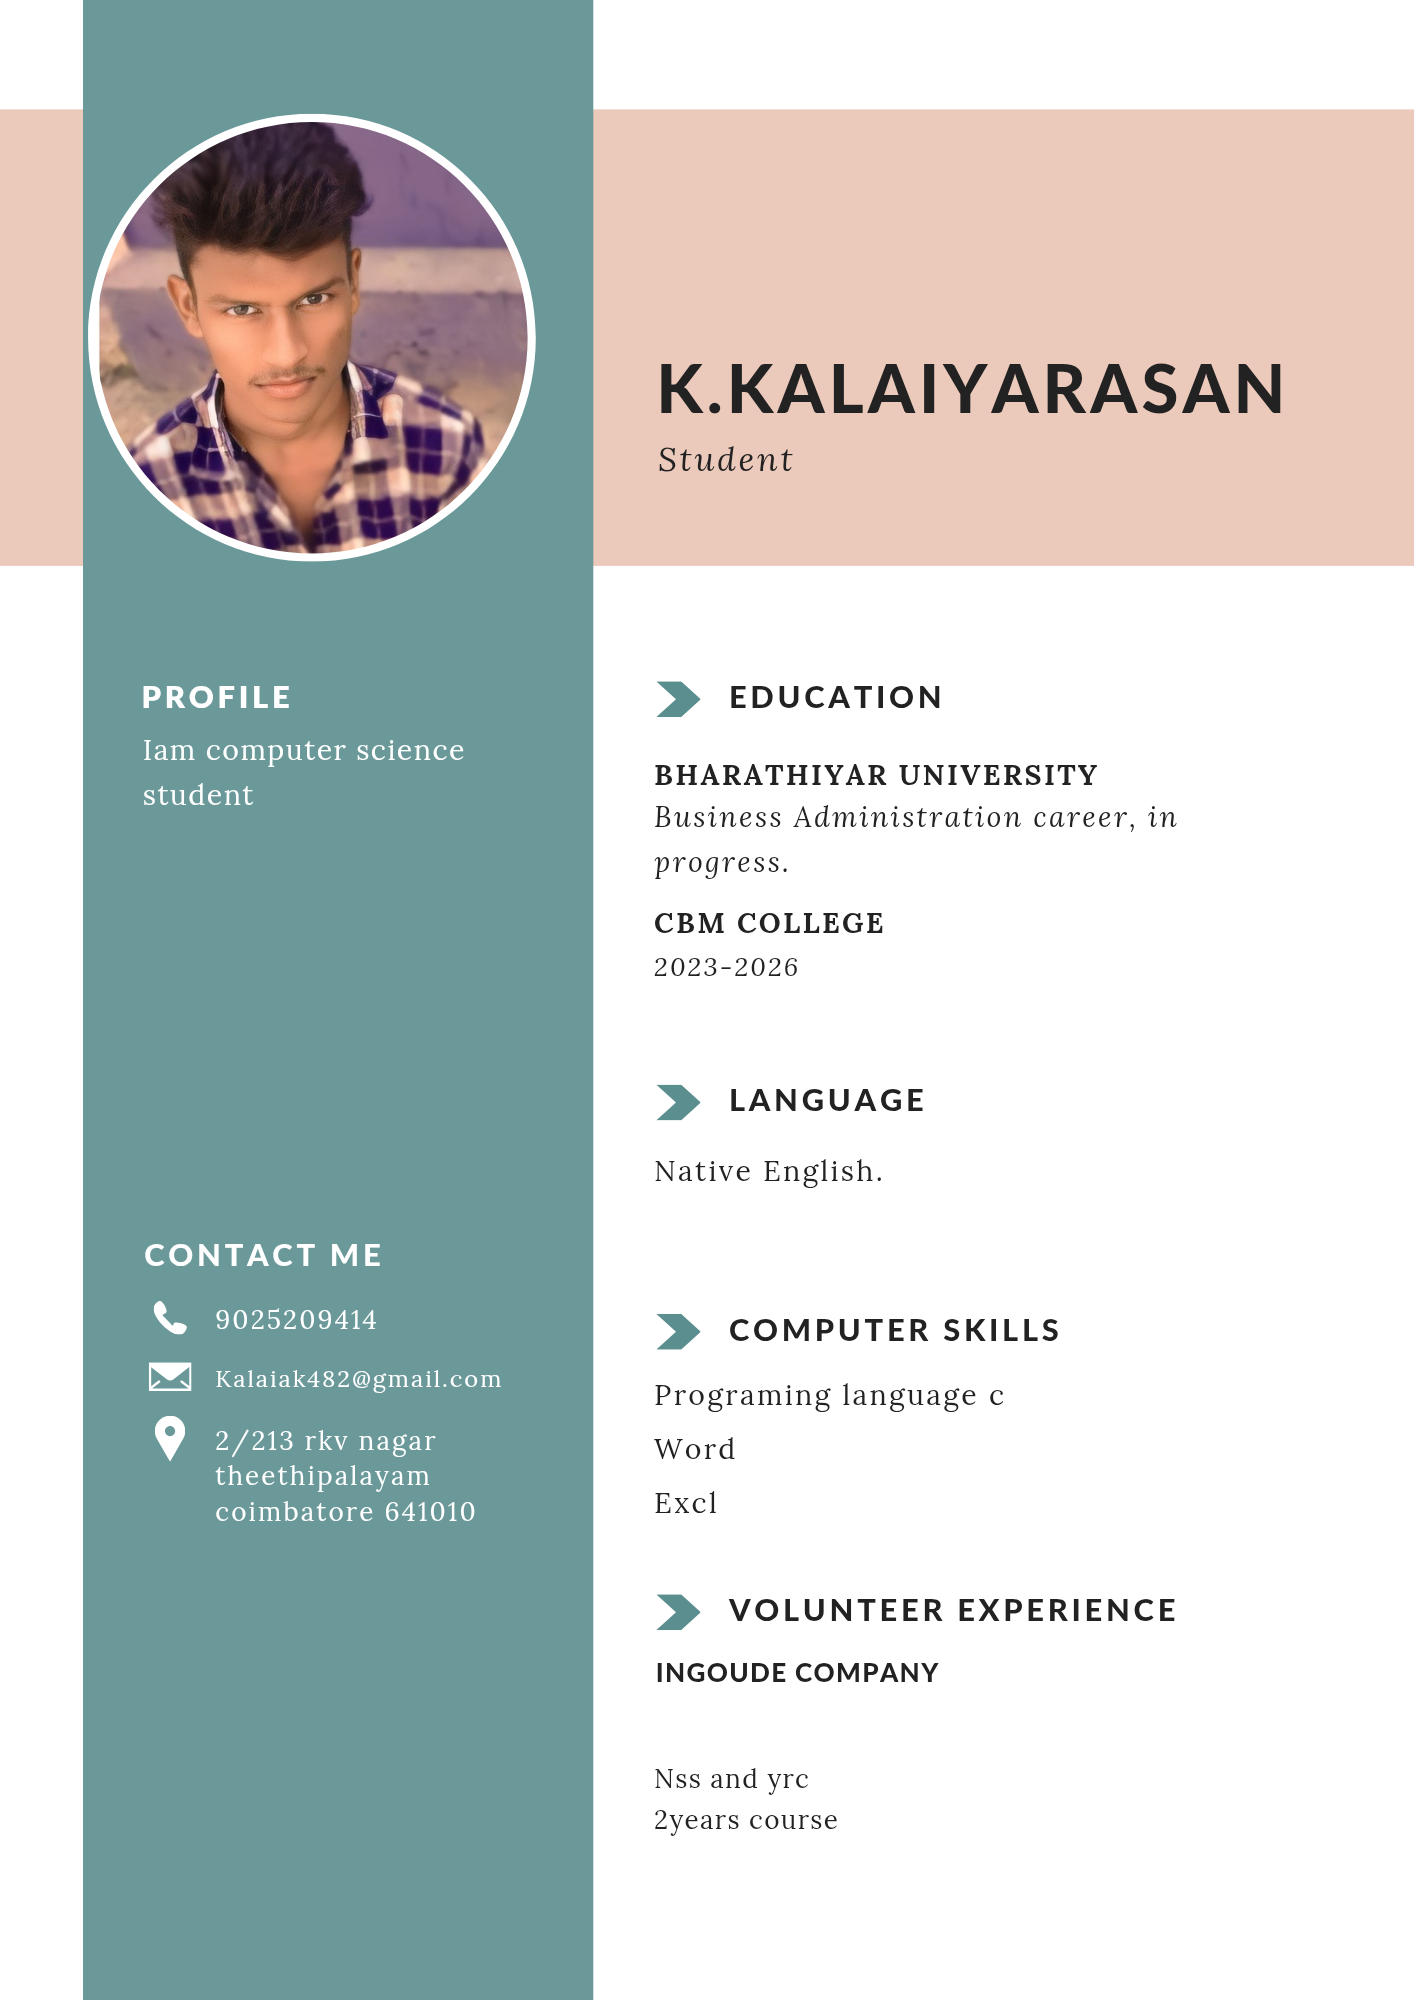 K.KALAIYARASAN
Student
PROFILE
Iam computer science
student
CONTACT ME
9025209414
Kalaiak482@gmail.com
2/213 rkv nagar
theethipalayam
coimbatore 641010
EDUCATION
BHARATHIYAR UNIVERSITY
Business Administration career, in
progress.
CBM COLLEGE
2023-2026
LANGUAGE
Native English.
COMPUTER SKILLS
Programing language c
Word
Excl
VOLUNTEER EXPERIENCE
INGOUDE COMPANY
Nss and yrc
2years course